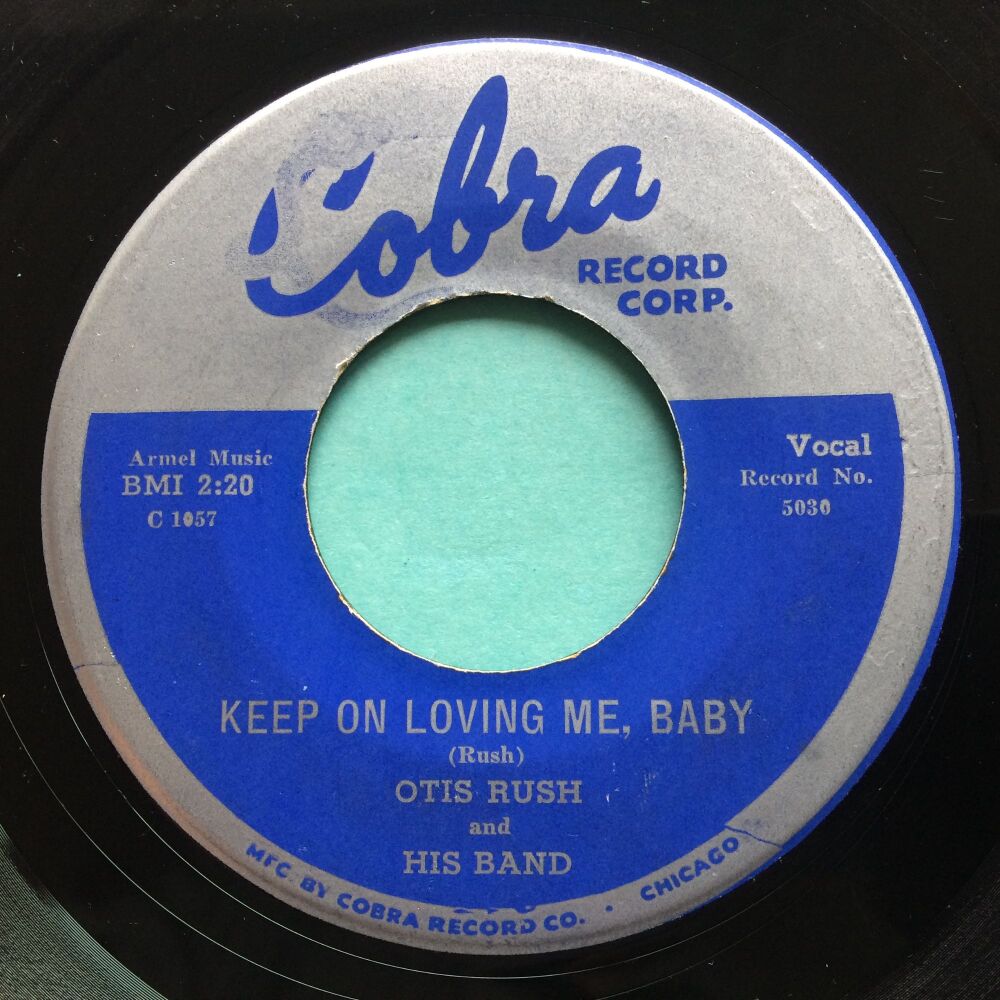 Cobra
RECORD
CORP.
Armel Music
BMI 2:20
C 1057
Vocal
Record No.
5030
KEEP ON LOVING ME, BABY
(Rush)
OTIS RUSH
and
HIS BAND
MFC. BY COBRA RECORD CO. · CHICAGO